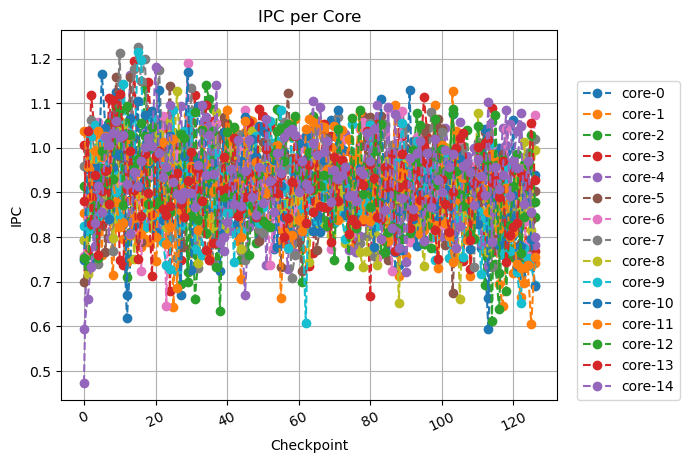 IPC per Core
IPC
1.2
1.1
1.0
0.9
0.8
0.7
0.6
0.5
0
20
40
60
80
100
120
Checkpoint
core-0
core-1
core-2
core-3
core-4
core-5
core-6
core-7
core-8
core-9
core-10
core-11
core-12
core-13
core-14